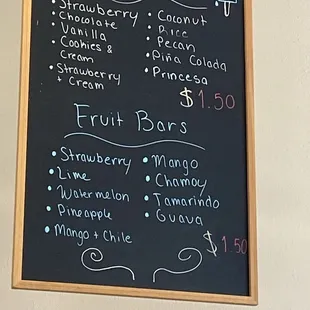 • Strawberry
• Chocolate
• Vanilla
• Cookies &
Cream
• Strawberry
+ Cream
• Coconut
• Rice
• Pecan
• Piña Colada
• Princesa
$1.50
Fruit Bars
• Strawberry
• Lime
• Watermelon
• Pineapple
• Mango + Chile
• Mango
• Chamoy
• Tamarindo
• Guava
$1.50